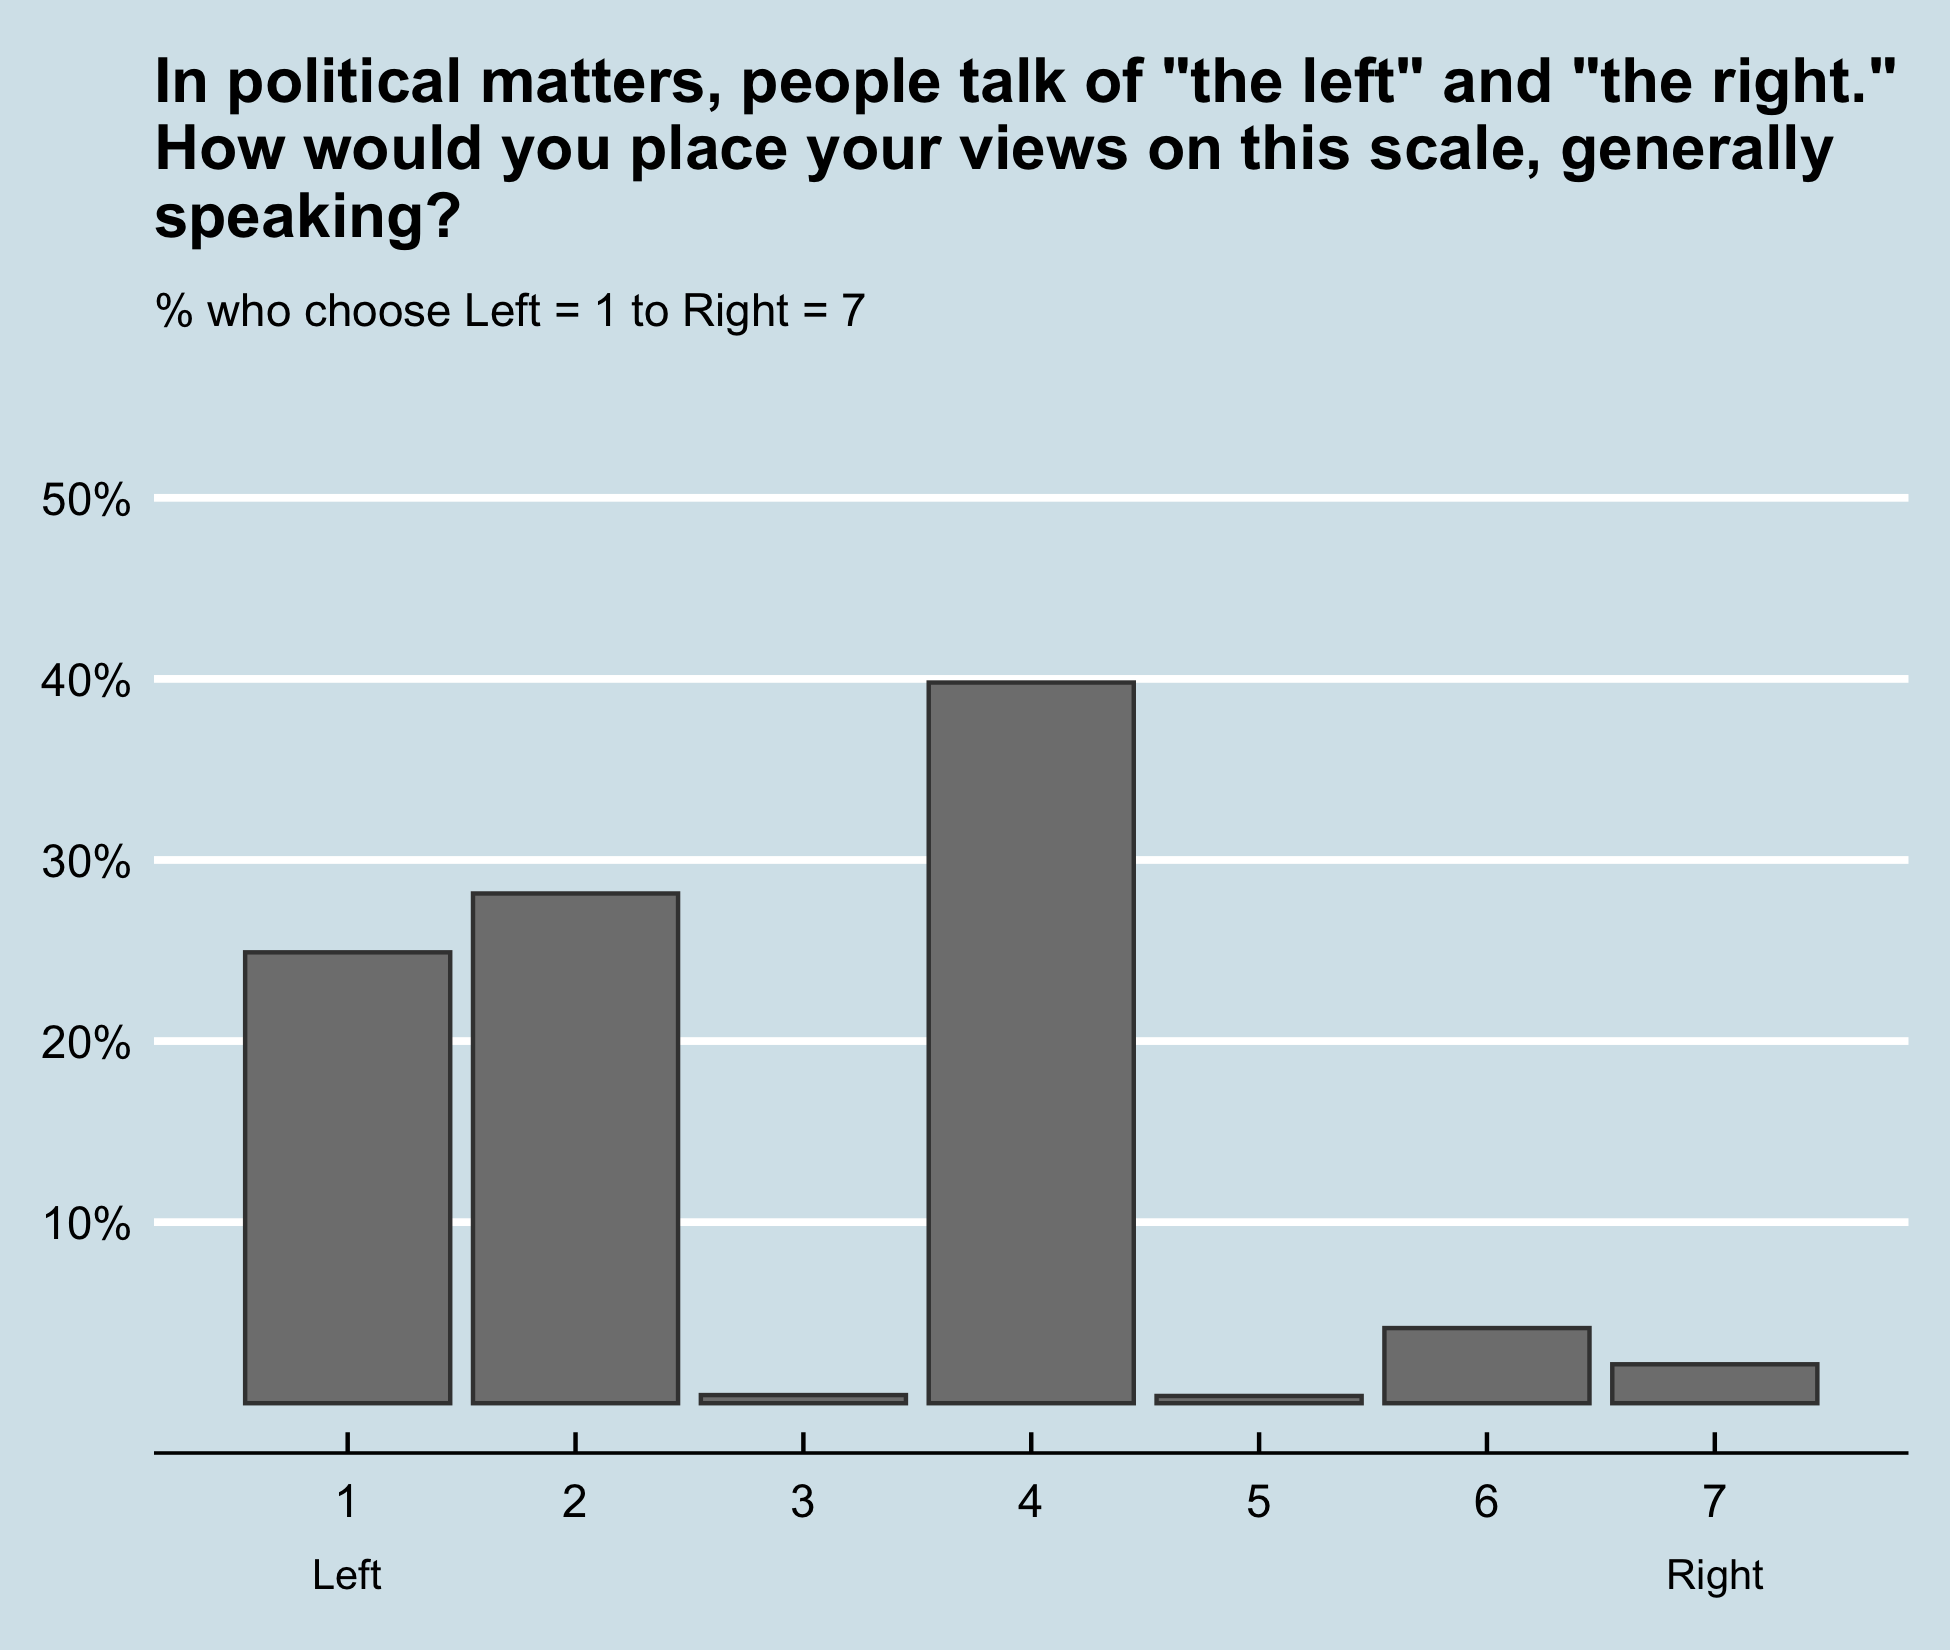 In political matters, people talk of "the left" and "the right."
How would you place your views on this scale, generally
speaking?
% who choose Left = 1 to Right = 7
50%
40%
30%
20%
10%
1 2 3 4 5 6 7
Left Right